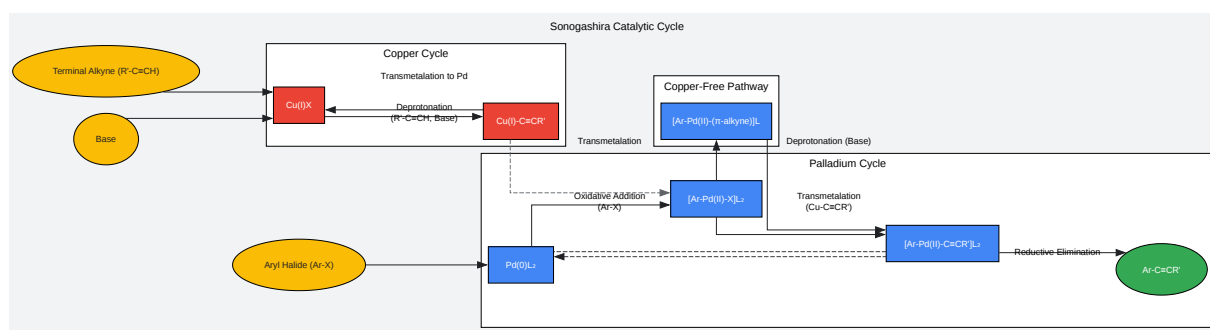 Sonogashira Catalytic Cycle
Copper Cycle
Terminal Alkyne (R'-C≡CH)
Transmetalation to Pd
Copper-Free Pathway
Cu(I)X
Deprotonation
(R'-C≡CH, Base)
Cu(I)-C≡CR'
[Ar-Pd(II)-(π-alkyne)]L
Base
Transmetalation
Deprotonation (Base)
Palladium Cycle
Oxidative Addition
(Ar-X)
[Ar-Pd(II)-X]L₂
Transmetalation
(Cu-C≡CR')
[Ar-Pd(II)-C≡CR']L₂
Reductive Elimination
Aryl Halide (Ar-X)
Pd(0)L₂
Ar-C≡CR'